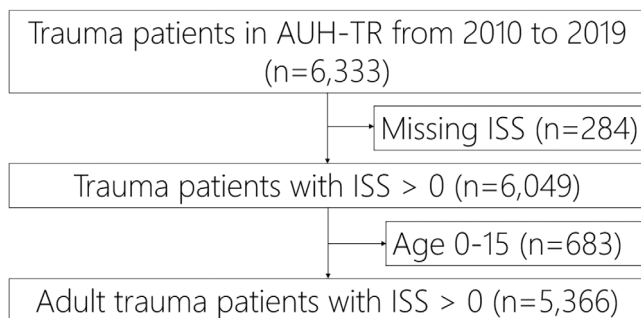 Trauma patients in AUH-TR from 2010 to 2019
(n=6,333)
Missing ISS (n=284)
Trauma patients with ISS > 0 (n=6,049)
Age 0-15 (n=683)
Adult trauma patients with ISS > 0 (n=5,366)